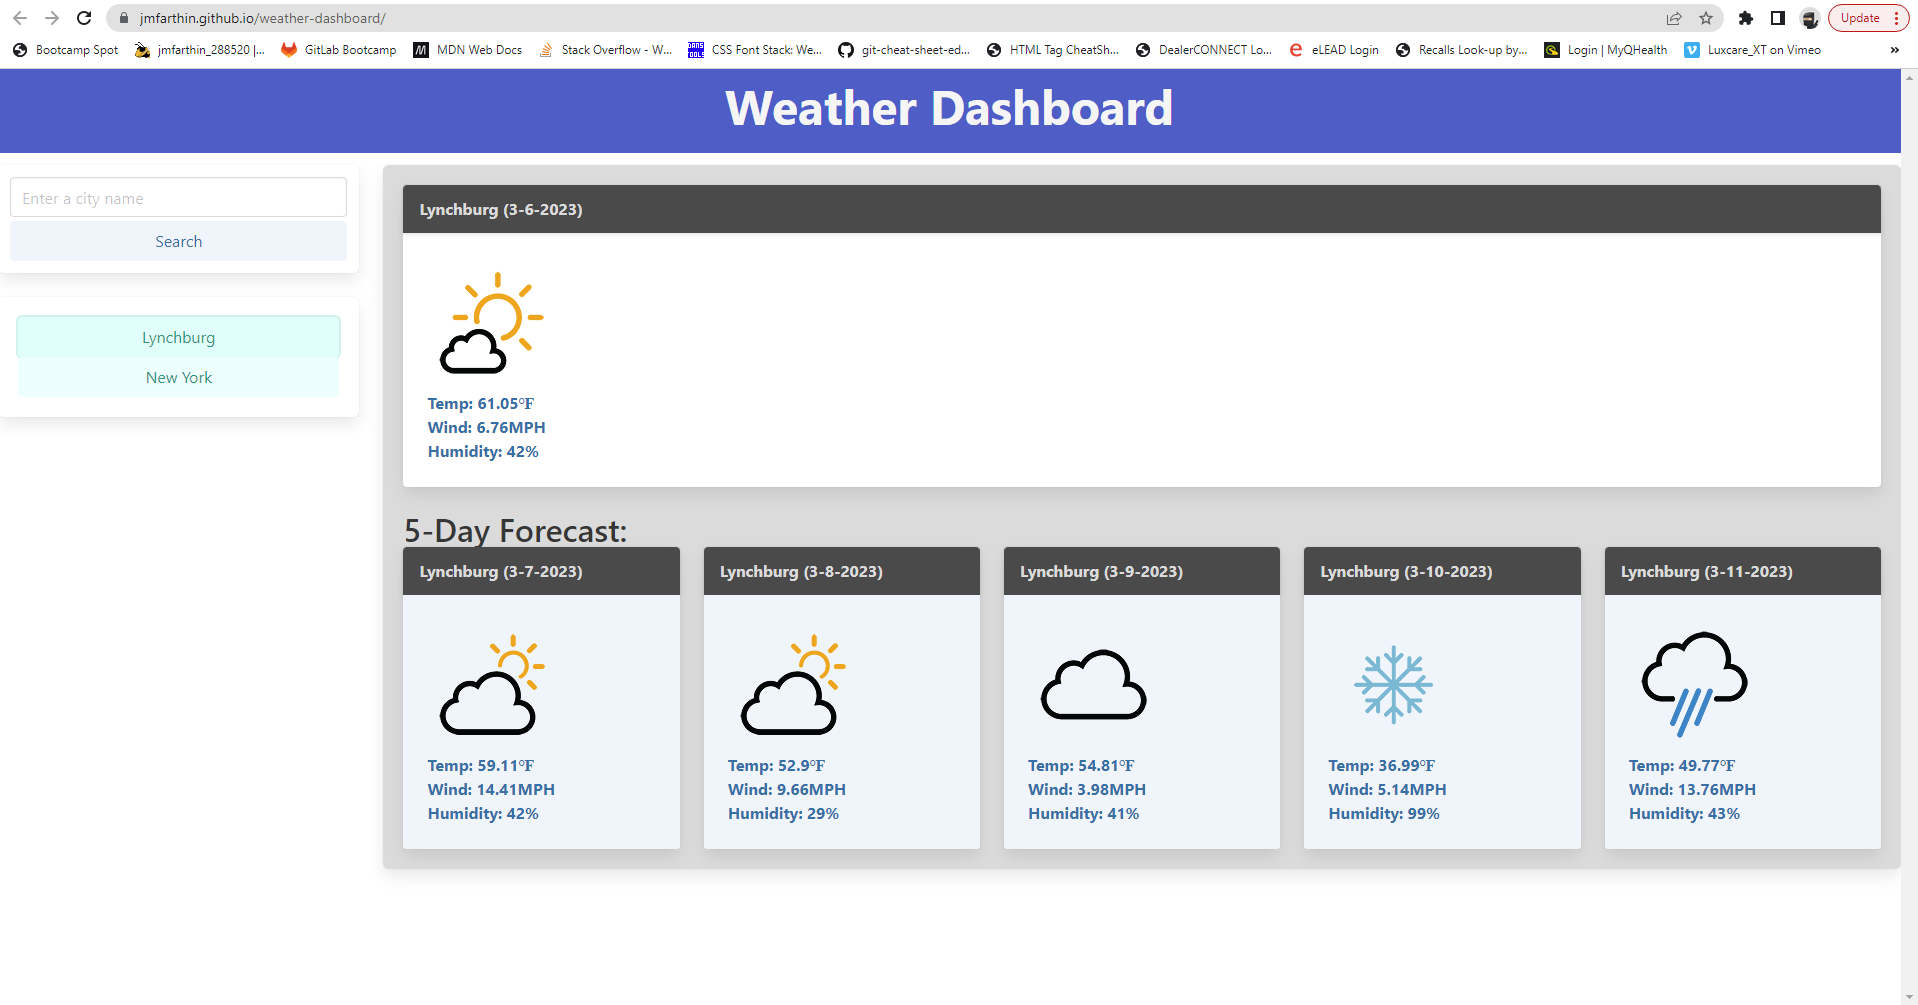 jmfarthin.github.io/weather-dashboard/
Update
Bootcamp Spot
jmfarthin_288520 |...
GitLab Bootcamp
MDN Web Docs
Stack Overflow - W...
CSS Font Stack: We...
git-cheat-sheet-ed...
HTML Tag CheatSh...
DealerCONNECT Lo...
eLEAD Login
Recalls Look-up by...
Login | MyQHealth
Luxcare_XT on Vimeo
»
Weather Dashboard
Enter a city name
Search
Lynchburg
New York
Lynchburg (3-6-2023)
Temp: 61.05°F
Wind: 6.76MPH
Humidity: 42%
5-Day Forecast:
Lynchburg (3-7-2023)
Temp: 59.11°F
Wind: 14.41MPH
Humidity: 42%
Lynchburg (3-8-2023)
Temp: 52.9°F
Wind: 9.66MPH
Humidity: 29%
Lynchburg (3-9-2023)
Temp: 54.81°F
Wind: 3.98MPH
Humidity: 41%
Lynchburg (3-10-2023)
Temp: 36.99°F
Wind: 5.14MPH
Humidity: 99%
Lynchburg (3-11-2023)
Temp: 49.77°F
Wind: 13.76MPH
Humidity: 43%